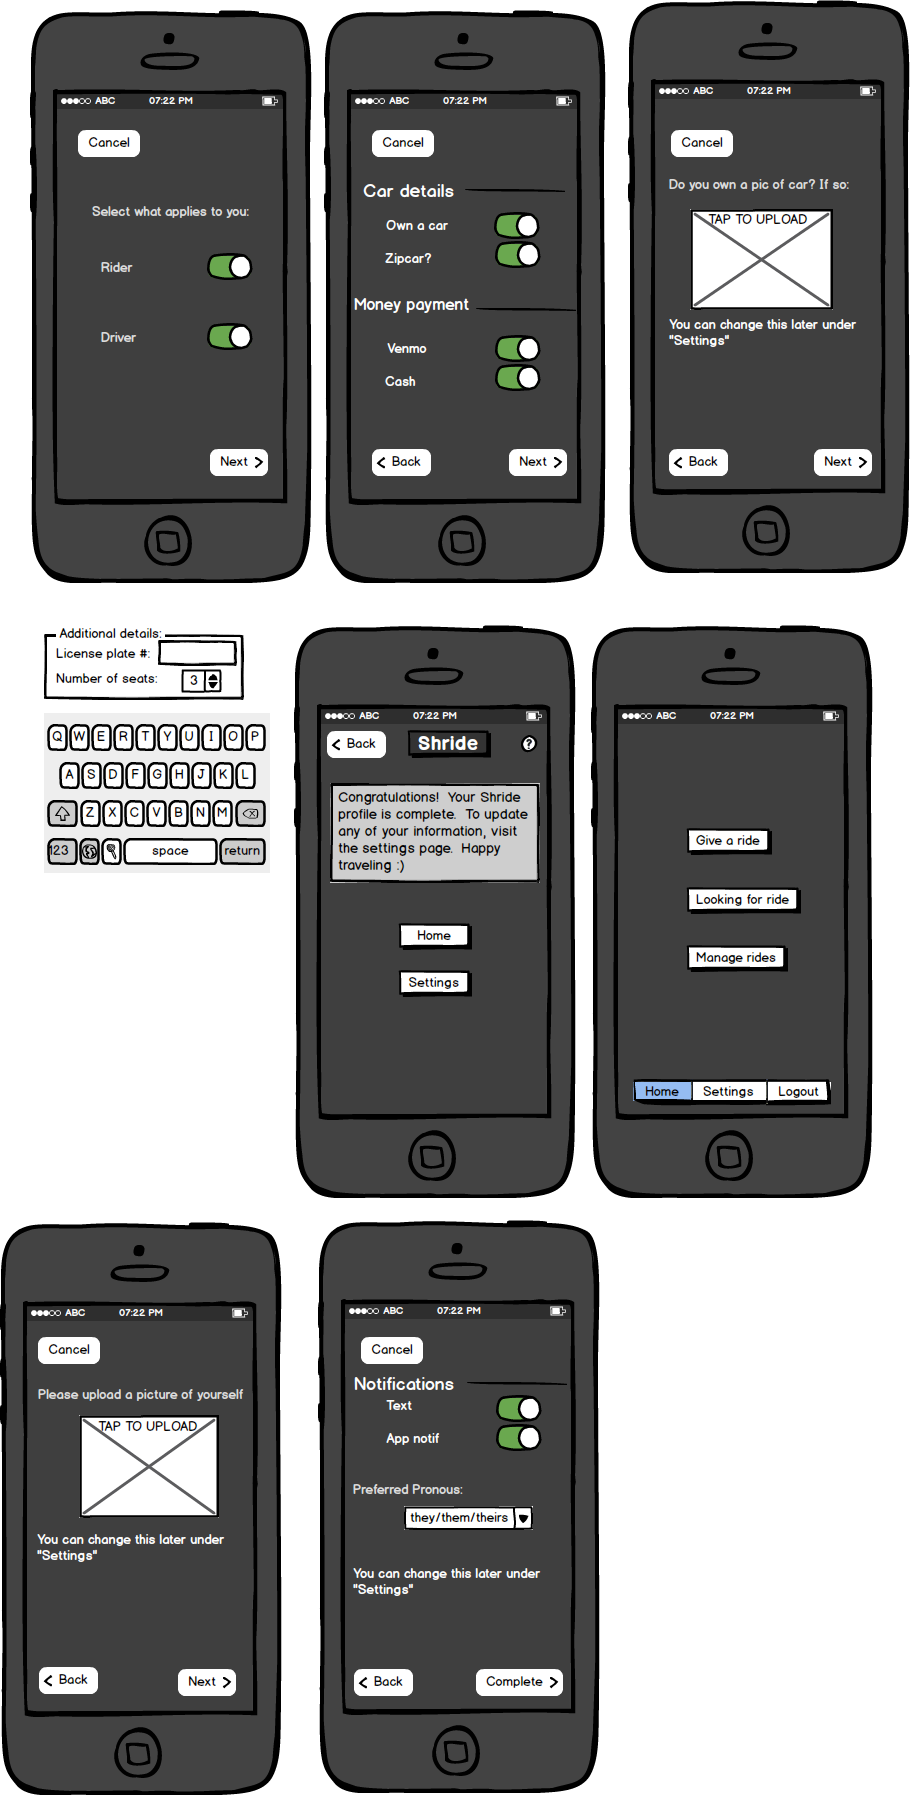 ABC 07:22 PM
Cancel
Select what applies to you:
Rider
Driver
Next
ABC 07:22 PM
Cancel
Car details
Own a car
Zipcar?
Money payment
Venmo
Cash
Back Next
ABC 07:22 PM
Cancel
Do you own a pic of car? If so:
TAP TO UPLOAD
You can change this later under
"Settings"
Back Next
Additional details:
License plate #:
Number of seats: 3
Q W E R T Y U I O P
A S D F G H J K L
Z X C V B N M
123 space return
ABC 07:22 PM
Back Shride ?
Congratulations! Your Shride
profile is complete. To update
any of your information, visit
the settings page. Happy
traveling :)
Home
Settings
ABC 07:22 PM
Give a ride
Looking for ride
Manage rides
Home Settings Logout
ABC 07:22 PM
Cancel
Please upload a picture of yourself
TAP TO UPLOAD
You can change this later under
"Settings"
Back Next
ABC 07:22 PM
Cancel
Notifications
Text
App notif
Preferred Pronous:
they/them/theirs
You can change this later under
"Settings"
Back Complete